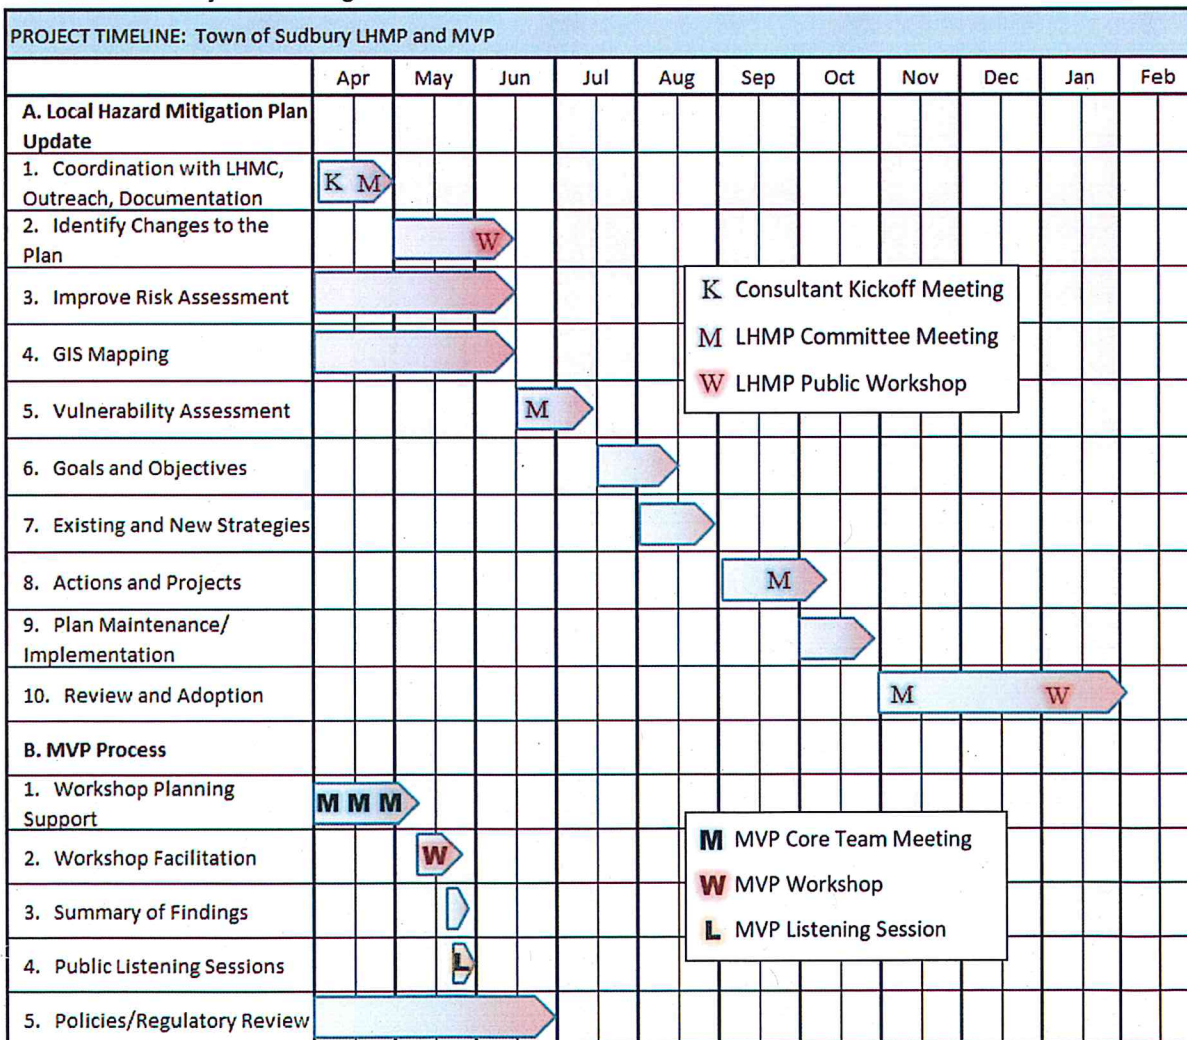 PROJECT TIMELINE: Town of Sudbury LHMP and MVP
Apr May Jun Jul Aug Sep Oct Nov Dec Jan Feb
A. Local Hazard Mitigation Plan
Update
1. Coordination with LHMC,
Outreach, Documentation
K M
2. Identify Changes to the
Plan
W
3. Improve Risk Assessment
4. GIS Mapping
K Consultant Kickoff Meeting
M LHMP Committee Meeting
W LHMP Public Workshop
5. Vulnerability Assessment
M
6. Goals and Objectives
7. Existing and New Strategies
8. Actions and Projects
M
9. Plan Maintenance/
Implementation
10. Review and Adoption
M W
B. MVP Process
1. Workshop Planning
Support
M M M
2. Workshop Facilitation
W
3. Summary of Findings
4. Public Listening Sessions
L
5. Policies/Regulatory Review
M MVP Core Team Meeting
W MVP Workshop
L MVP Listening Session